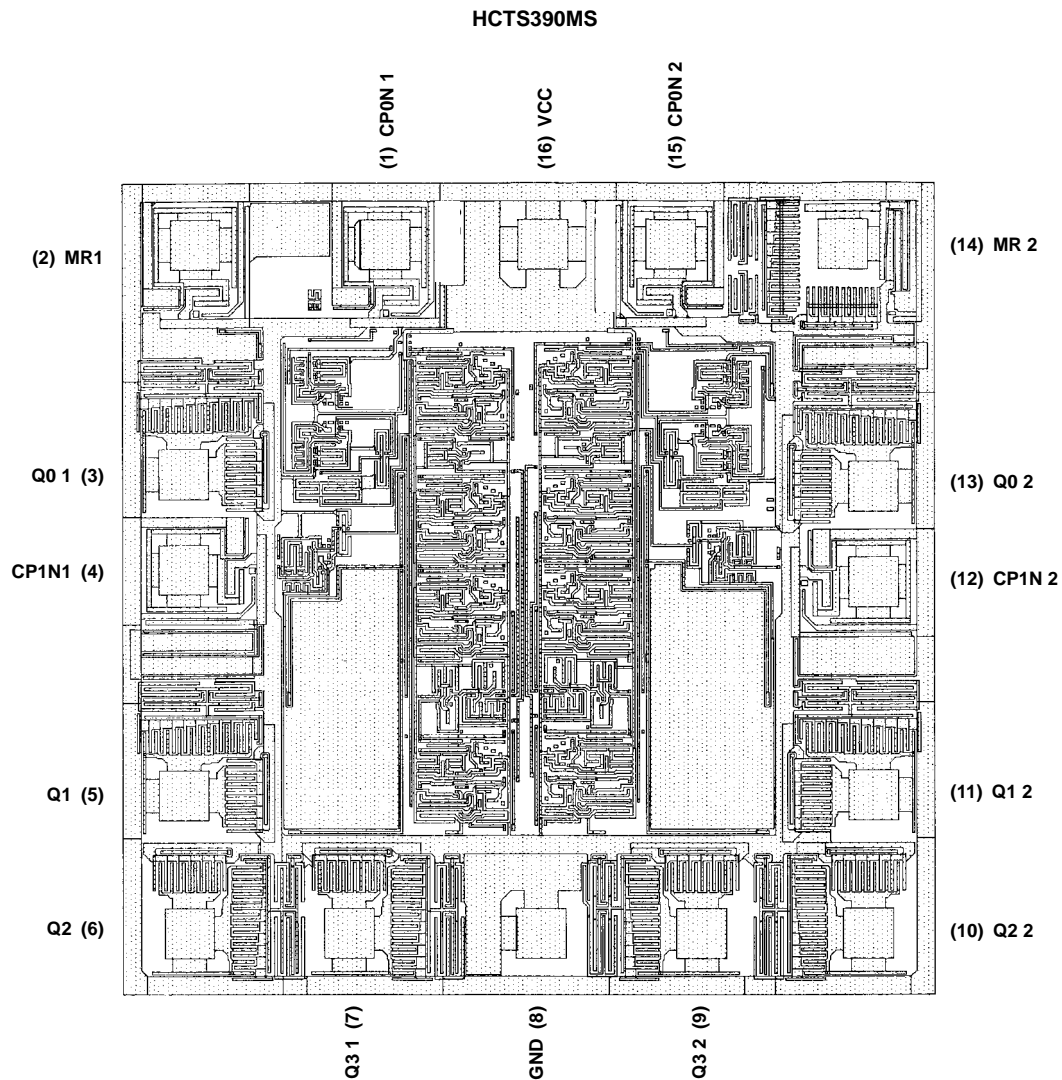 HCTS390MS
(1) CP0N 1
(16) VCC
(15) CP0N 2
(2) MR1
(14) MR 2
Q0 1 (3)
(13) Q0 2
CP1N1 (4)
(12) CP1N 2
Q1 (5)
(11) Q1 2
Q2 (6)
(10) Q2 2
Q3 1 (7)
GND (8)
Q3 2 (9)